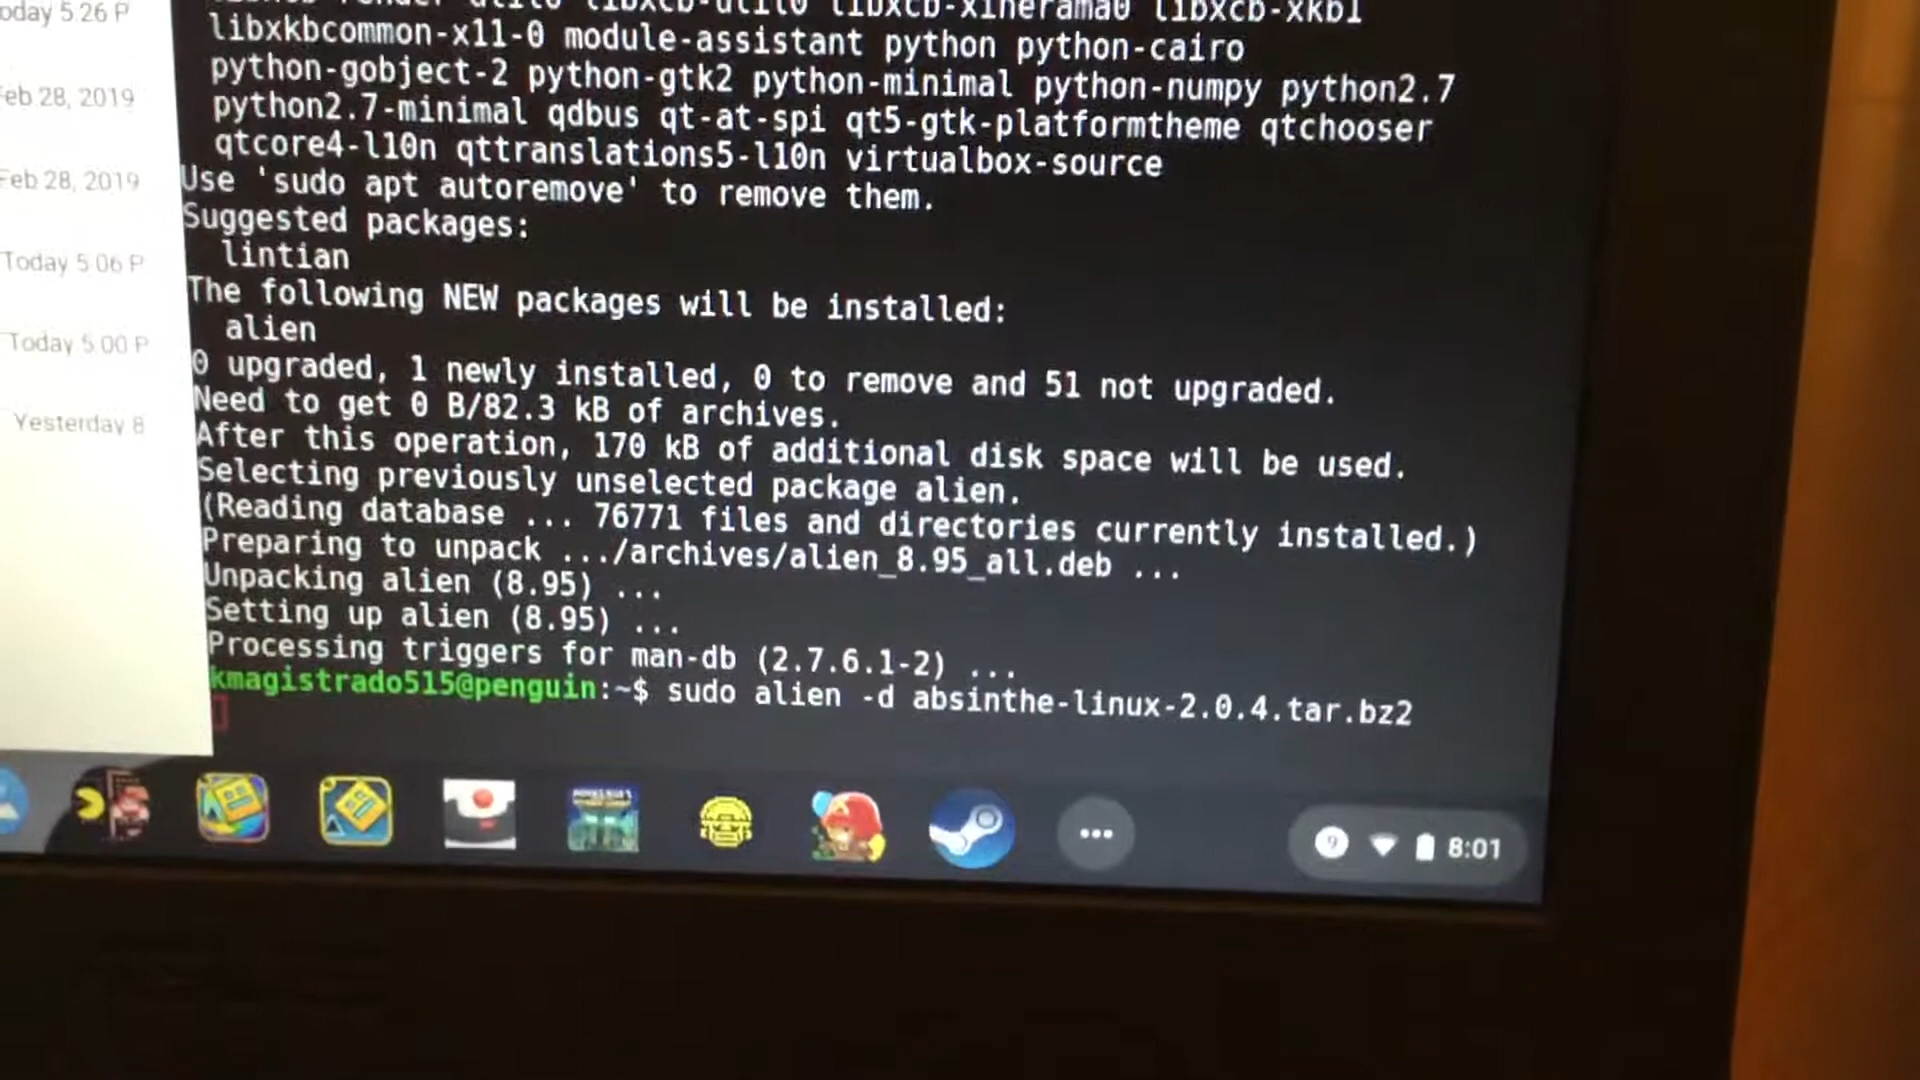 oday 5:26 P
eb 28, 2019
Feb 28, 2019
Today 5:06 P
Today 5:00 P
Yesterday 8
libxcb-xinerama0 libxcb-xkb1
libxkbcommon-x11-0 module-assistant python python-cairo
python-gobject-2 python-gtk2 python-minimal python-numpy python2.7
python2.7-minimal qdbus qt-at-spi qt5-gtk-platformtheme qtchooser
qtcore4-l10n qttranslations5-l10n virtualbox-source
Use 'sudo apt autoremove' to remove them.
Suggested packages:
lintian
The following NEW packages will be installed:
alien
0 upgraded, 1 newly installed, 0 to remove and 51 not upgraded.
Need to get 0 B/82.3 kB of archives.
After this operation, 170 kB of additional disk space will be used.
Selecting previously unselected package alien.
(Reading database ... 76771 files and directories currently installed.)
Preparing to unpack .../archives/alien_8.95_all.deb ...
Unpacking alien (8.95) ...
Setting up alien (8.95) ...
Processing triggers for man-db (2.7.6.1-2) ...
kmagistrado515@penguin:~$ sudo alien -d absinthe-linux-2.0.4.tar.bz2
9 8:01